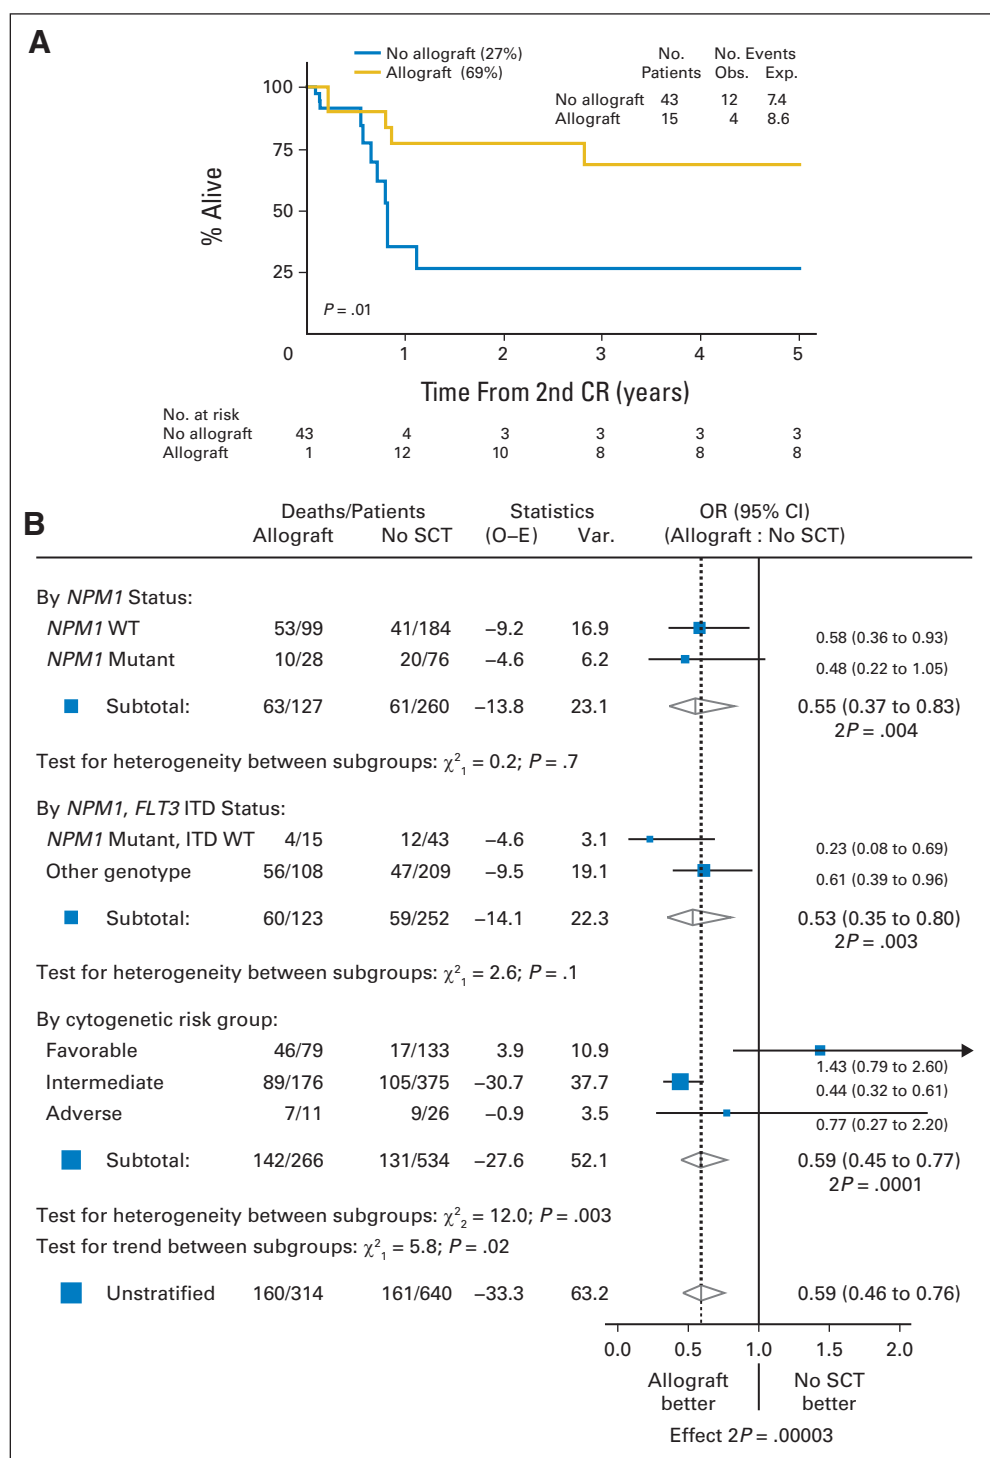 A
No allograft (27%)
Allograft (69%)
No. No. Events
Patients Obs. Exp.
No allograft 43 12 7.4
Allograft 15 4 8.6
100
75
50
25
0
% Alive
P = .01
1 2 3 4 5
Time From 2nd CR (years)
No. at risk
No allograft 43 4 3 3 3 3
Allograft 1 12 10 8 8 8
B
Deaths/Patients Statistics OR (95% CI)
Allograft No SCT (O–E) Var. (Allograft : No SCT)
By NPM1 Status:
NPM1 WT 53/99 41/184 –9.2 16.9 0.58 (0.36 to 0.93)
NPM1 Mutant 10/28 20/76 –4.6 6.2 0.48 (0.22 to 1.05)
Subtotal: 63/127 61/260 –13.8 23.1 0.55 (0.37 to 0.83)
2P = .004
Test for heterogeneity between subgroups: χ²₁ = 0.2; P = .7
By NPM1, FLT3 ITD Status:
NPM1 Mutant, ITD WT 4/15 12/43 –4.6 3.1 0.23 (0.08 to 0.69)
Other genotype 56/108 47/209 –9.5 19.1 0.61 (0.39 to 0.96)
Subtotal: 60/123 59/252 –14.1 22.3 0.53 (0.35 to 0.80)
2P = .003
Test for heterogeneity between subgroups: χ²₁ = 2.6; P = .1
By cytogenetic risk group:
Favorable 46/79 17/133 3.9 10.9 1.43 (0.79 to 2.60)
Intermediate 89/176 105/375 –30.7 37.7 0.44 (0.32 to 0.61)
Adverse 7/11 9/26 –0.9 3.5 0.77 (0.27 to 2.20)
Subtotal: 142/266 131/534 –27.6 52.1 0.59 (0.45 to 0.77)
2P = .0001
Test for heterogeneity between subgroups: χ²₂ = 12.0; P = .003
Test for trend between subgroups: χ²₁ = 5.8; P = .02
Unstratified 160/314 161/640 –33.3 63.2 0.59 (0.46 to 0.76)
0.0 0.5 1.0 1.5 2.0
Allograft No SCT
better better
Effect 2P = .00003